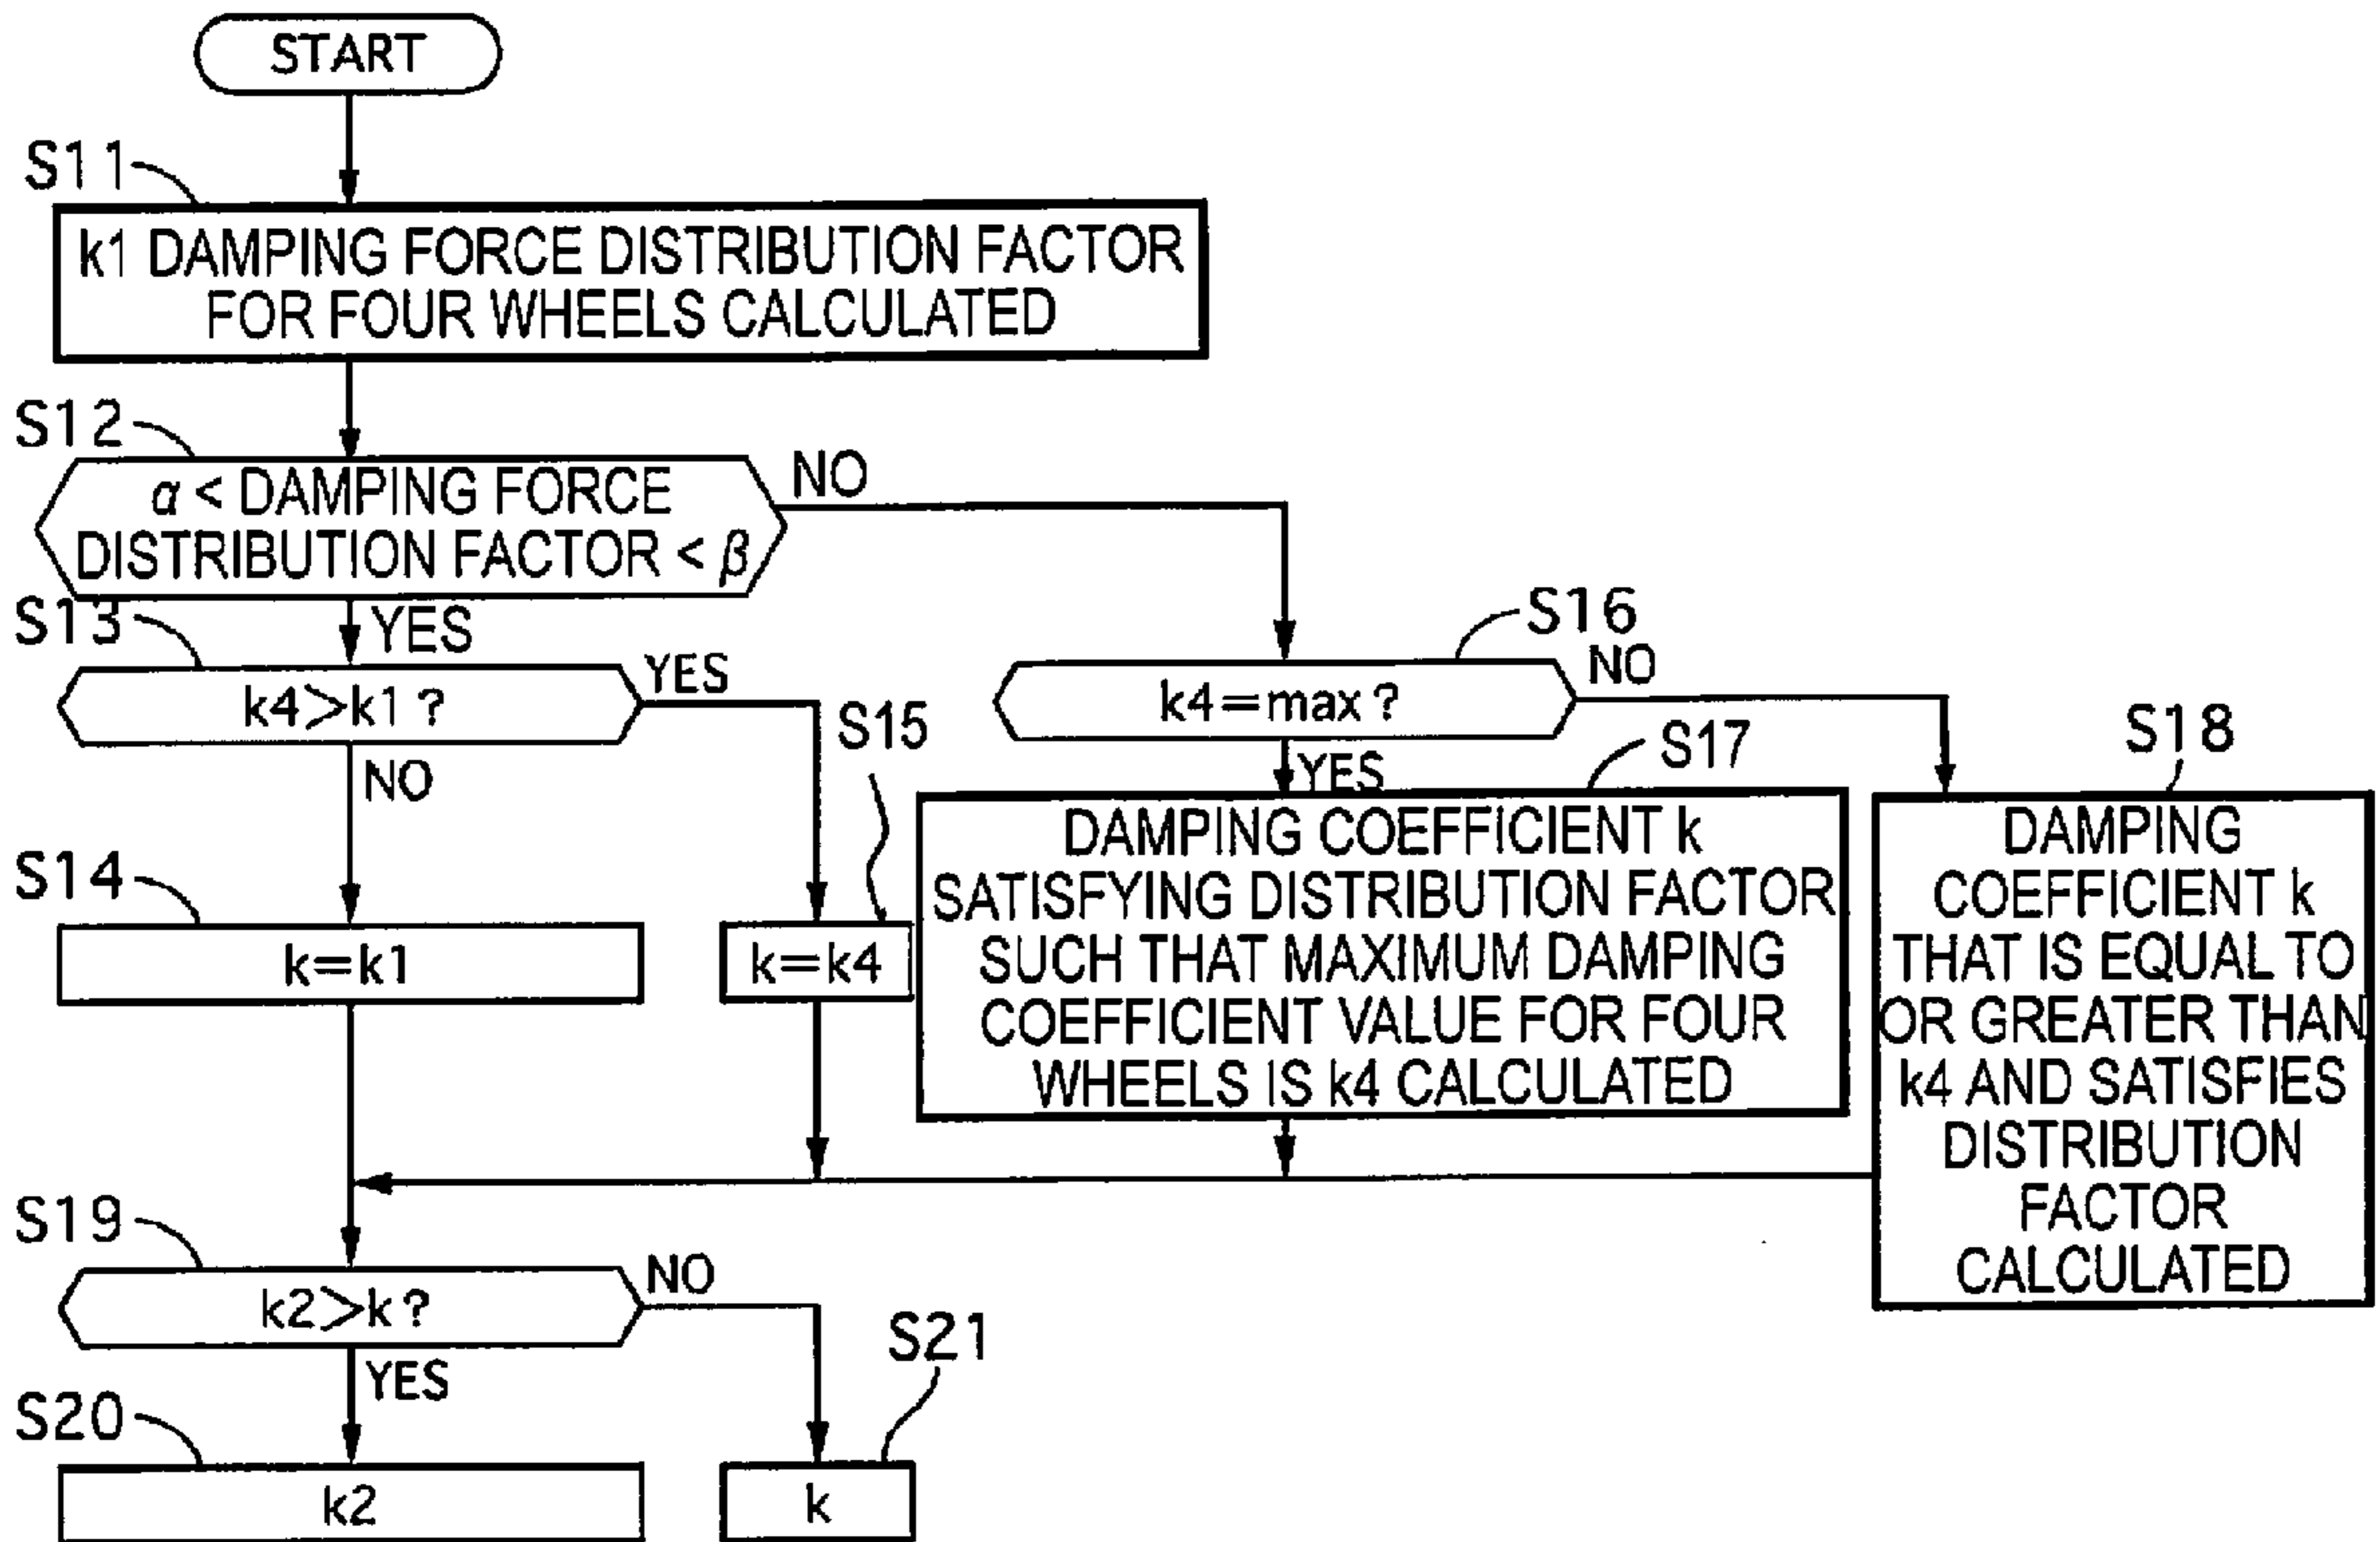 START
S11
k1 DAMPING FORCE DISTRIBUTION FACTOR
FOR FOUR WHEELS CALCULATED
S12
α < DAMPING FORCE
DISTRIBUTION FACTOR < β
NO
YES
S13
k4>k1?
YES
NO
S14
k=k1
S15
k=k4
S16
k4=max?
NO
YES
S17
DAMPING COEFFICIENT k
SATISFYING DISTRIBUTION FACTOR
SUCH THAT MAXIMUM DAMPING
COEFFICIENT VALUE FOR FOUR
WHEELS IS k4 CALCULATED
S18
DAMPING
COEFFICIENT k
THAT IS EQUAL TO
OR GREATER THAN
k4 AND SATISFIES
DISTRIBUTION
FACTOR
CALCULATED
S19
k2>k?
NO
YES
S20
k2
S21
k